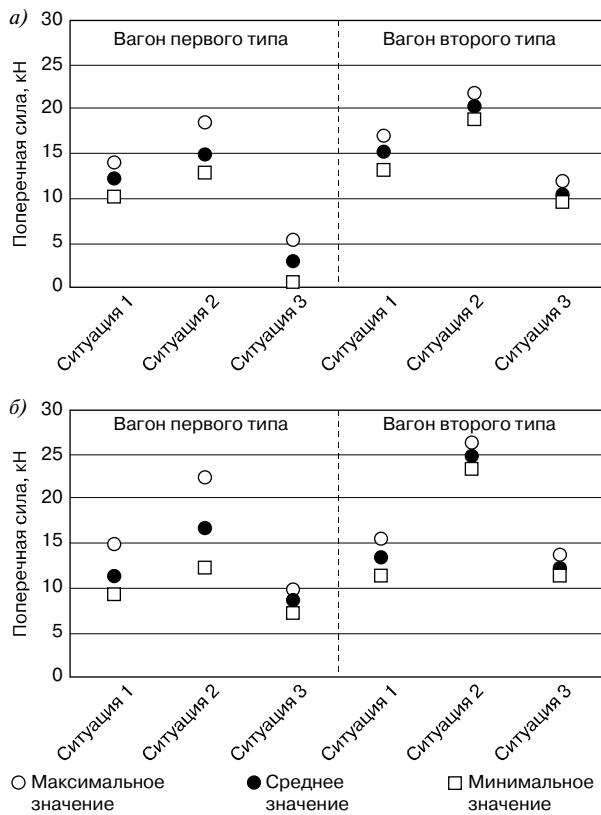 а)
30
25
20
15
10
5
0
Поперечная сила, кН
Вагон первого типа
Вагон второго типа
Ситуация 1
Ситуация 2
Ситуация 3
Ситуация 1
Ситуация 2
Ситуация 3
б)
30
25
20
15
10
5
0
Поперечная сила, кН
Вагон первого типа
Вагон второго типа
Ситуация 1
Ситуация 2
Ситуация 3
Ситуация 1
Ситуация 2
Ситуация 3
Максимальное
значение
Среднее
значение
Минимальное
значение